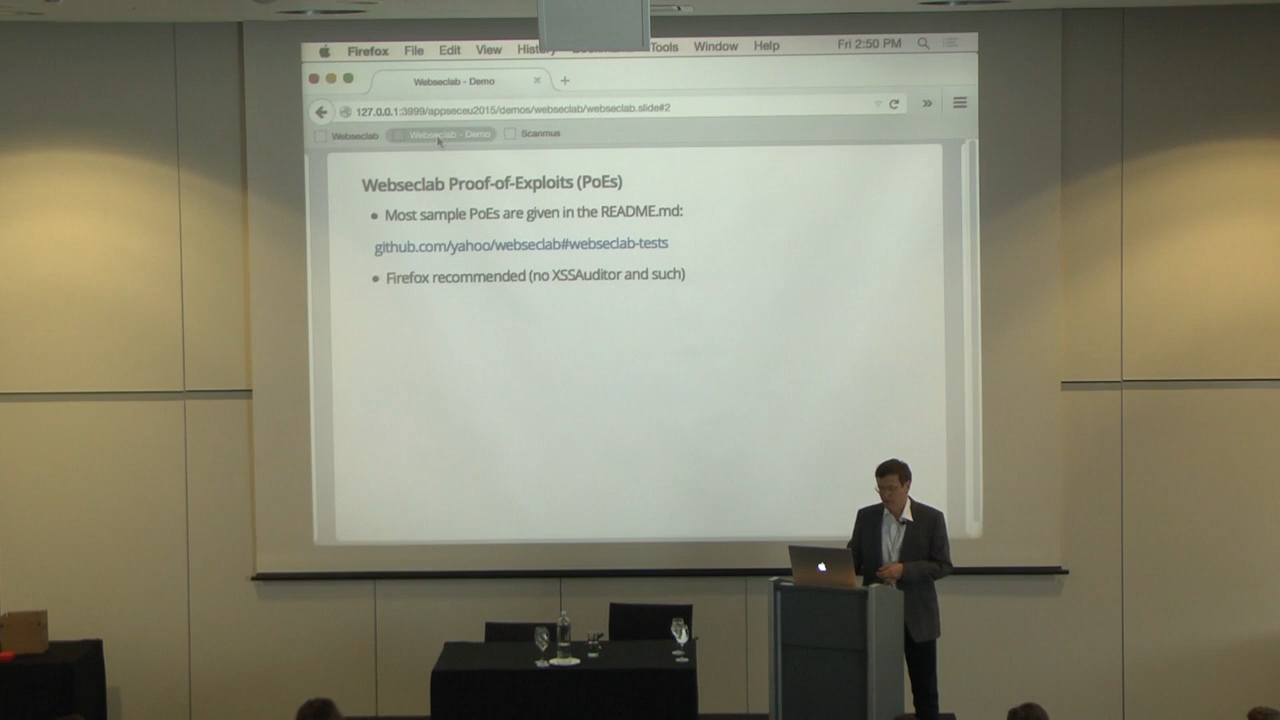 Firefox File Edit View Tools Window Help Fri 2:50 PM
Webseclab - Demo
127.0.0.1:3999/appseceu2015/demos/webseclab/webseclab.slide#2
Webseclab Webseclab - Demo Scanmus
Webseclab Proof-of-Exploits (PoEs)
Most sample PoEs are given in the README.md:
github.com/yahoo/webseclab#webseclab-tests
Firefox recommended (no XSSAuditor and such)